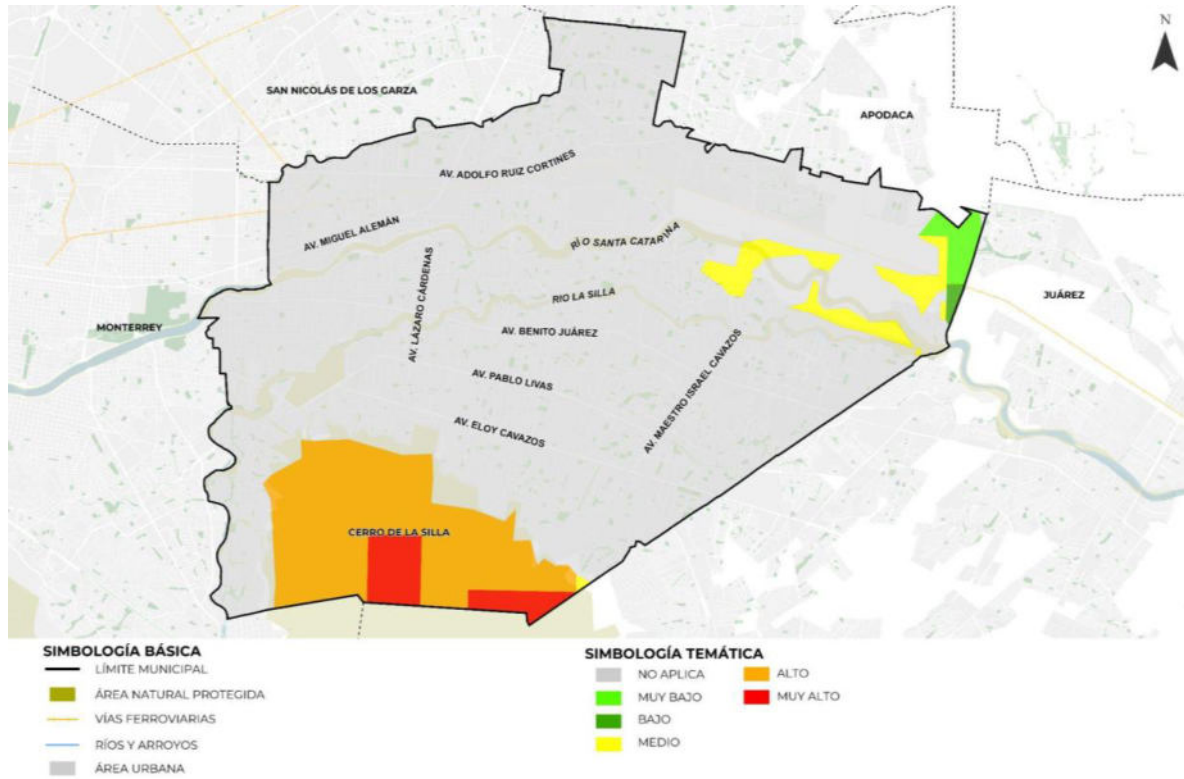 N
SAN NICOLÁS DE LOS GARZA
APODACA
AV. ADOLFO RUIZ CORTINES
AV. MIGUEL ALEMÁN
RÍO SANTA CATARINA
AV. LÁZARO CÁRDENAS
RIO LA SILLA
JUÁREZ
MONTERREY
AV. BENITO JUÁREZ
AV. PABLO LIVAS
AV. MAESTRO ISRAEL CAVAZOS
AV. ELOY CAVAZOS
CERRO DE LA SILLA
SIMBOLOGÍA BÁSICA
LÍMITE MUNICIPAL
ÁREA NATURAL PROTEGIDA
VÍAS FERROVIARIAS
RÍOS Y ARROYOS
ÁREA URBANA
SIMBOLOGÍA TEMÁTICA
NO APLICA
MUY BAJO
BAJO
MEDIO
ALTO
MUY ALTO